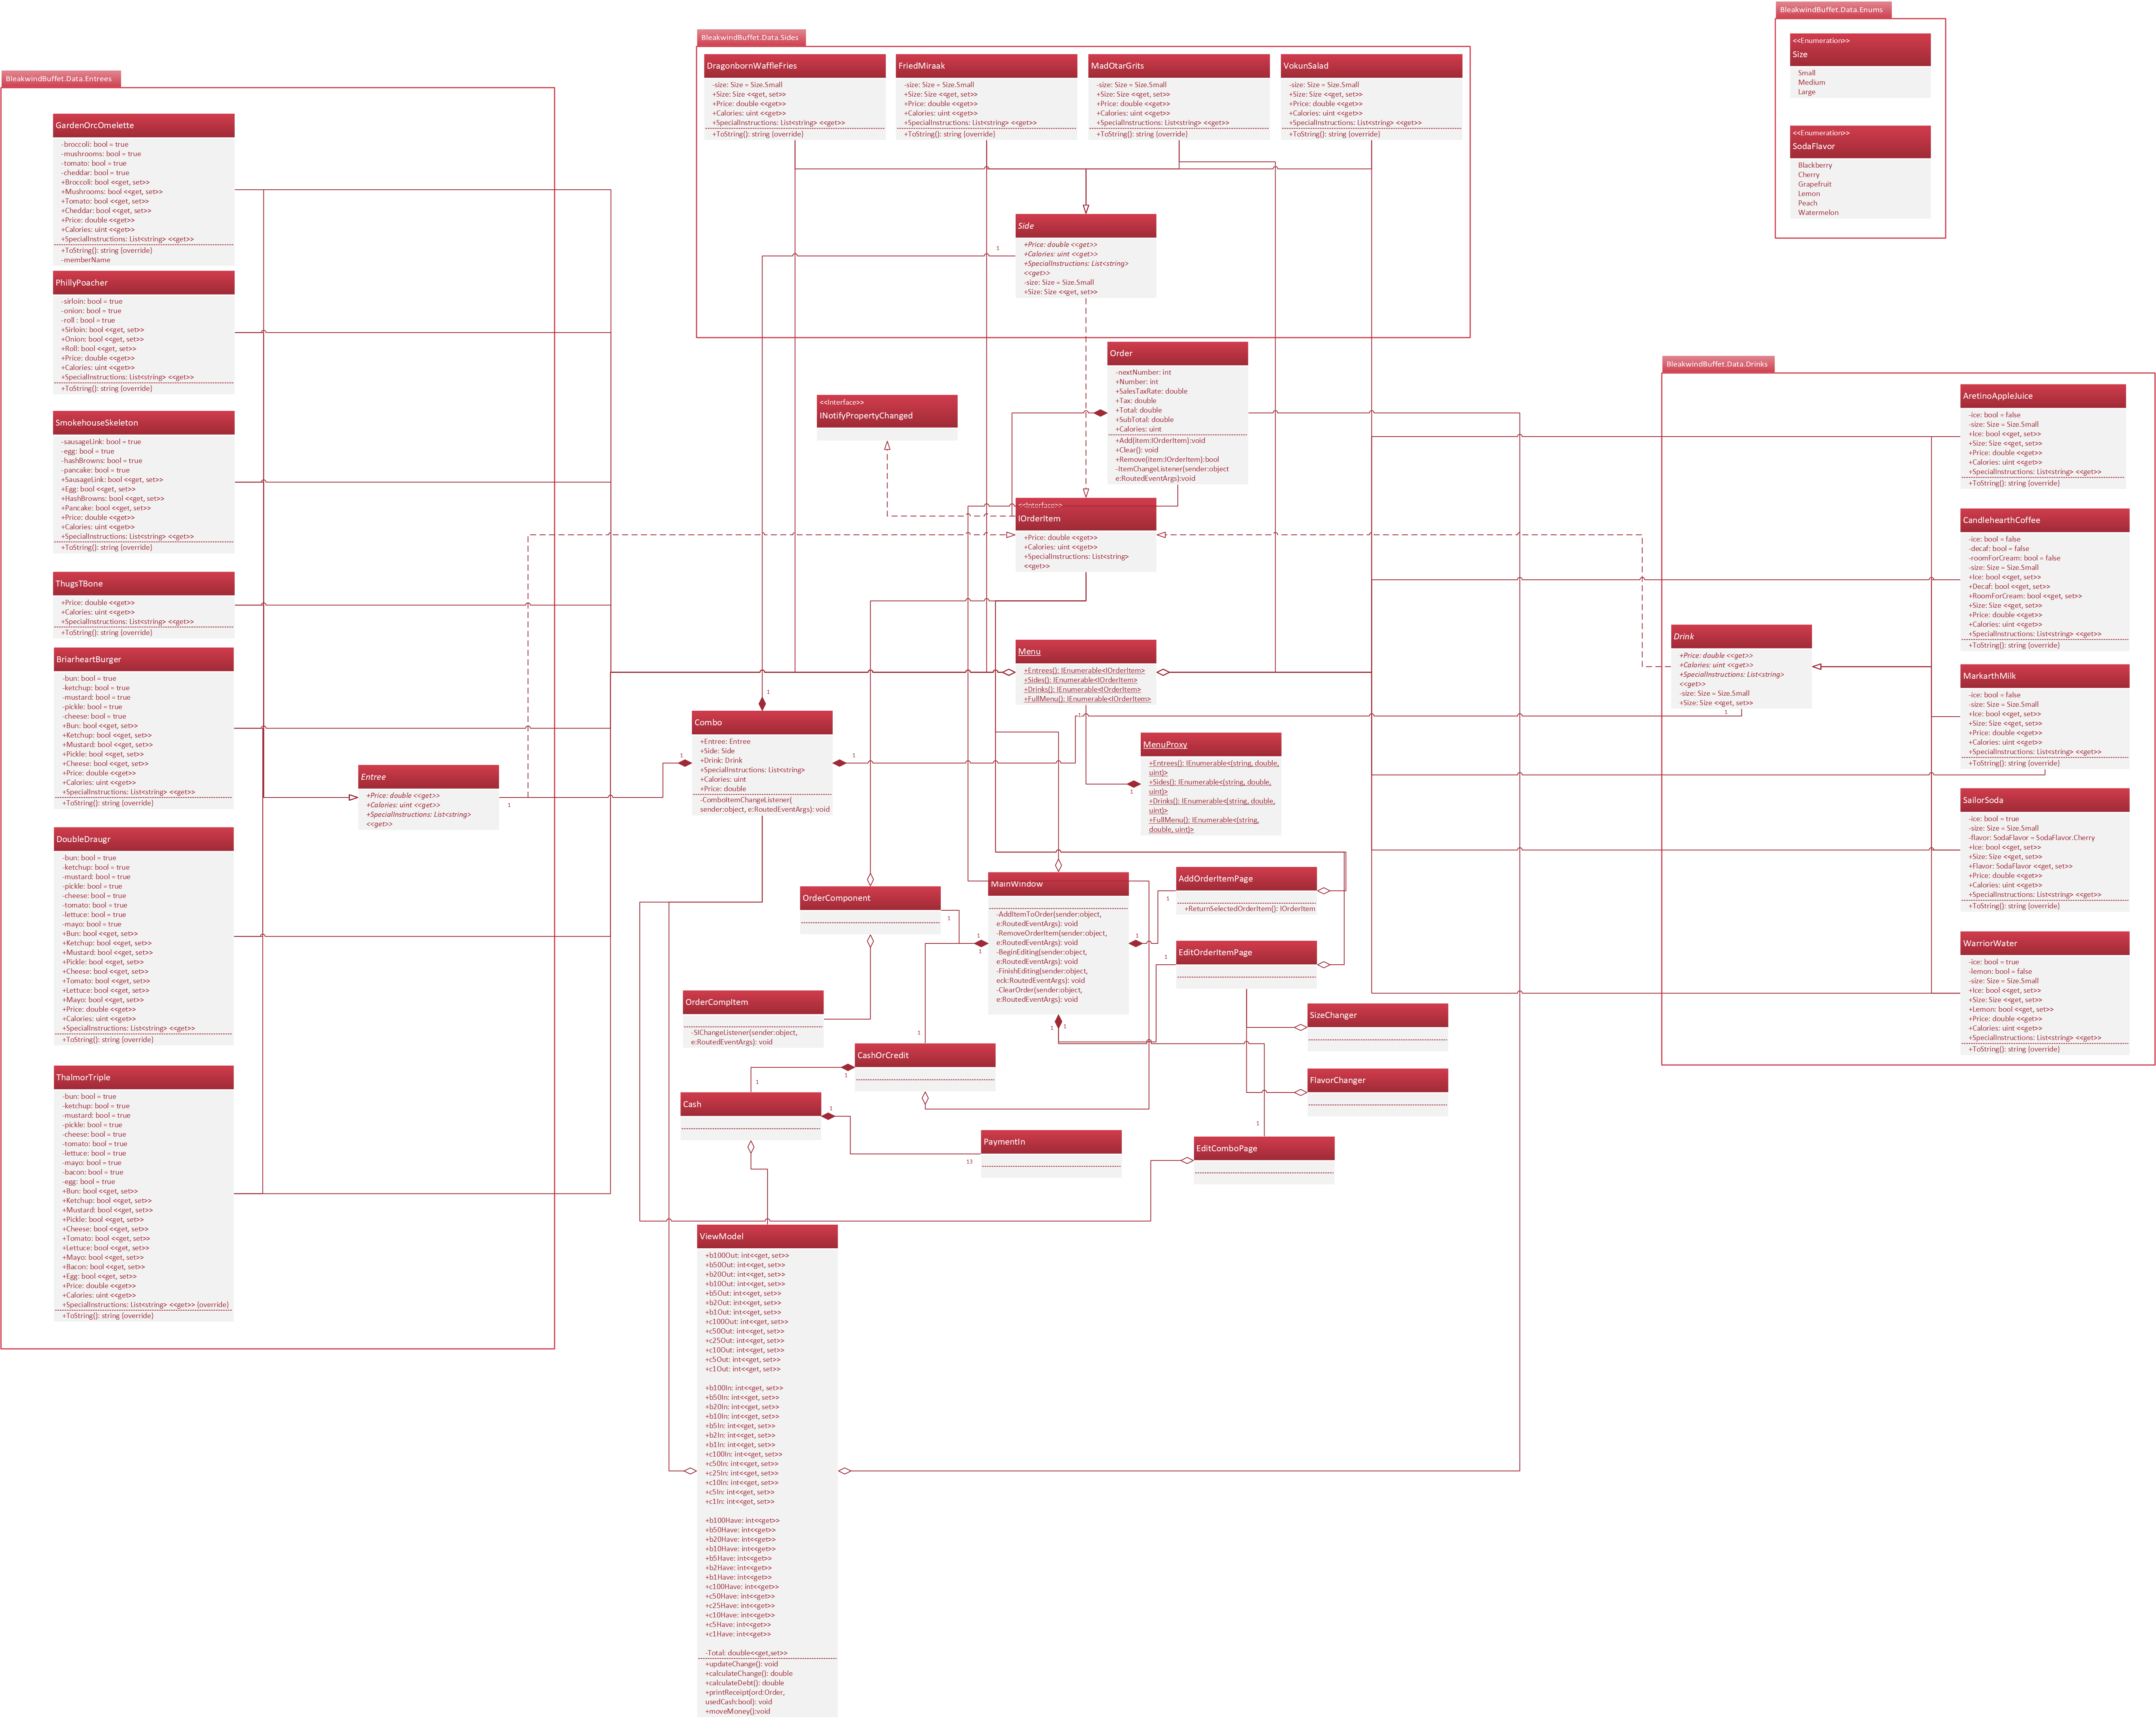 BleakwindBuffet.Data.Entrees
GardenOrcOmelette
-broccoli: bool = true
-mushrooms: bool = true
-tomato: bool = true
-cheddar: bool = true
+Broccoli: bool <<get, set>>
+Mushrooms: bool <<get, set>>
+Tomato: bool <<get, set>>
+Cheddar: bool <<get, set>>
+Price: double <<get>>
+Calories: uint <<get>>
+SpecialInstructions: List<string> <<get>>
+ToString(): string {override}
-memberName
PhillyPoacher
-sirloin: bool = true
-onion: bool = true
-roll : bool = true
+Sirloin: bool <<get, set>>
+Onion: bool <<get, set>>
+Roll: bool <<get, set>>
+Price: double <<get>>
+Calories: uint <<get>>
+SpecialInstructions: List<string> <<get>>
+ToString(): string {override}
SmokehouseSkeleton
-sausageLink: bool = true
-egg: bool = true
-hashBrowns: bool = true
-pancake: bool = true
+SausageLink: bool <<get, set>>
+Egg: bool <<get, set>>
+HashBrowns: bool <<get, set>>
+Pancake: bool <<get, set>>
+Price: double <<get>>
+Calories: uint <<get>>
+SpecialInstructions: List<string> <<get>>
+ToString(): string {override}
ThugsTBone
+Price: double <<get>>
+Calories: uint <<get>>
+SpecialInstructions: List<string> <<get>>
+ToString(): string {override}
BriarheartBurger
-bun: bool = true
-ketchup: bool = true
-mustard: bool = true
-pickle: bool = true
-cheese: bool = true
+Bun: bool <<get, set>>
+Ketchup: bool <<get, set>>
+Mustard: bool <<get, set>>
+Pickle: bool <<get, set>>
+Cheese: bool <<get, set>>
+Price: double <<get>>
+Calories: uint <<get>>
+SpecialInstructions: List<string> <<get>>
+ToString(): string {override}
DoubleDraugr
-bun: bool = true
-ketchup: bool = true
-mustard: bool = true
-pickle: bool = true
-cheese: bool = true
-tomato: bool = true
-lettuce: bool = true
-mayo: bool = true
+Bun: bool <<get, set>>
+Ketchup: bool <<get, set>>
+Mustard: bool <<get, set>>
+Pickle: bool <<get, set>>
+Cheese: bool <<get, set>>
+Tomato: bool <<get, set>>
+Lettuce: bool <<get, set>>
+Mayo: bool <<get, set>>
+Price: double <<get>>
+Calories: uint <<get>>
+SpecialInstructions: List<string> <<get>>
+ToString(): string {override}
ThalmorTriple
-bun: bool = true
-ketchup: bool = true
-mustard: bool = true
-pickle: bool = true
-cheese: bool = true
-tomato: bool = true
-lettuce: bool = true
-mayo: bool = true
-bacon: bool = true
-egg: bool = true
+Bun: bool <<get, set>>
+Ketchup: bool <<get, set>>
+Mustard: bool <<get, set>>
+Pickle: bool <<get, set>>
+Cheese: bool <<get, set>>
+Tomato: bool <<get, set>>
+Lettuce: bool <<get, set>>
+Mayo: bool <<get, set>>
+Bacon: bool <<get, set>>
+Egg: bool <<get, set>>
+Price: double <<get>>
+Calories: uint <<get>>
+SpecialInstructions: List<string> <<get>> {override}
+ToString(): string {override}
Entree
+Price: double <<get>>
+Calories: uint <<get>>
+SpecialInstructions: List<string>
<<get>>
1
BleakwindBuffet.Data.Sides
DragonbornWaffleFries
-size: Size = Size.Small
+Size: Size <<get, set>>
+Price: double <<get>>
+Calories: uint <<get>>
+SpecialInstructions: List<string> <<get>>
+ToString(): string {override}
FriedMiraak
-size: Size = Size.Small
+Size: Size <<get, set>>
+Price: double <<get>>
+Calories: uint <<get>>
+SpecialInstructions: List<string> <<get>>
+ToString(): string {override}
MadOtarGrits
-size: Size = Size.Small
+Size: Size <<get, set>>
+Price: double <<get>>
+Calories: uint <<get>>
+SpecialInstructions: List<string> <<get>>
+ToString(): string {override}
VokunSalad
-size: Size = Size.Small
+Size: Size <<get, set>>
+Price: double <<get>>
+Calories: uint <<get>>
+SpecialInstructions: List<string> <<get>>
+ToString(): string {override}
Side
+Price: double <<get>>
+Calories: uint <<get>>
+SpecialInstructions: List<string>
<<get>>
-size: Size = Size.Small
+Size: Size <<get, set>>
1
Order
-nextNumber: int
+Number: int
+SalesTaxRate: double
+Tax: double
+Total: double
+SubTotal: double
+Calories: uint
+Add(item:IOrderItem):void
+Clear(): void
+Remove(item:IOrderItem):bool
-ItemChangeListener(sender:object
e:RoutedEventArgs):void
<<Interface>>
INotifyPropertyChanged
<<Interface>>
IOrderItem
+Price: double <<get>>
+Calories: uint <<get>>
+SpecialInstructions: List<string>
<<get>>
Menu
+Entrees(): IEnumerable<IOrderItem>
+Sides(): IEnumerable<IOrderItem>
+Drinks(): IEnumerable<IOrderItem>
+FullMenu(): IEnumerable<IOrderItem>
1
MenuProxy
+Entrees(): IEnumerable<(string, double,
uint)>
+Sides(): IEnumerable<(string, double,
uint)>
+Drinks(): IEnumerable<(string, double,
uint)>
+FullMenu(): IEnumerable<(string,
double, uint)>
1
1
Combo
+Entree: Entree
+Side: Side
+Drink: Drink
+SpecialInstructions: List<string>
+Calories: uint
+Price: double
-ComboItemChangeListener(
sender:object, e:RoutedEventArgs): void
1
1
OrderComponent
1
MainWindow
-AddItemToOrder(sender:object,
e:RoutedEventArgs): void
-RemoveOrderItem(sender:object,
e:RoutedEventArgs): void
-BeginEditing(sender:object,
e:RoutedEventArgs): void
-FinishEditing(sender:object,
eck:RoutedEventArgs): void
-ClearOrder(sender:object,
e:RoutedEventArgs): void
1
1
1
1
1
AddOrderItemPage
+ReturnSelectedOrderItem(): IOrderItem
1
EditOrderItemPage
1
SizeChanger
FlavorChanger
EditComboPage
1
OrderCompItem
-SIChangeListener(sender:object,
e:RoutedEventArgs): void
1
CashOrCredit
1
1
Cash
1
PaymentIn
13
ViewModel
+b100Out: int<<get, set>>
+b50Out: int<<get, set>>
+b20Out: int<<get, set>>
+b10Out: int<<get, set>>
+b5Out: int<<get, set>>
+b2Out: int<<get, set>>
+b1Out: int<<get, set>>
+c100Out: int<<get, set>>
+c50Out: int<<get, set>>
+c25Out: int<<get, set>>
+c10Out: int<<get, set>>
+c5Out: int<<get, set>>
+c1Out: int<<get, set>>
+b100In: int<<get, set>>
+b50In: int<<get, set>>
+b20In: int<<get, set>>
+b10In: int<<get, set>>
+b5In: int<<get, set>>
+b2In: int<<get, set>>
+b1In: int<<get, set>>
+c100In: int<<get, set>>
+c50In: int<<get, set>>
+c25In: int<<get, set>>
+c10In: int<<get, set>>
+c5In: int<<get, set>>
+c1In: int<<get, set>>
+b100Have: int<<get>>
+b50Have: int<<get>>
+b20Have: int<<get>>
+b10Have: int<<get>>
+b5Have: int<<get>>
+b2Have: int<<get>>
+b1Have: int<<get>>
+c100Have: int<<get>>
+c50Have: int<<get>>
+c25Have: int<<get>>
+c10Have: int<<get>>
+c5Have: int<<get>>
+c1Have: int<<get>>
-Total: double<<get,set>>
+updateChange(): void
+calculateChange(): double
+calculateDebt(): double
+printReceipt(ord:Order,
usedCash:bool): void
+moveMoney():void
BleakwindBuffet.Data.Enums
<<Enumeration>>
Size
Small
Medium
Large
<<Enumeration>>
SodaFlavor
Blackberry
Cherry
Grapefruit
Lemon
Peach
Watermelon
BleakwindBuffet.Data.Drinks
Drink
+Price: double <<get>>
+Calories: uint <<get>>
+SpecialInstructions: List<string>
<<get>>
-size: Size = Size.Small
+Size: Size <<get, set>>
1
AretinoAppleJuice
-ice: bool = false
-size: Size = Size.Small
+Ice: bool <<get, set>>
+Size: Size <<get, set>>
+Price: double <<get>>
+Calories: uint <<get>>
+SpecialInstructions: List<string> <<get>>
+ToString(): string {override}
CandlehearthCoffee
-ice: bool = false
-decaf: bool = false
-roomForCream: bool = false
-size: Size = Size.Small
+Ice: bool <<get, set>>
+Decaf: bool <<get, set>>
+RoomForCream: bool <<get, set>>
+Size: Size <<get, set>>
+Price: double <<get>>
+Calories: uint <<get>>
+SpecialInstructions: List<string> <<get>>
+ToString(): string {override}
MarkarthMilk
-ice: bool = false
-size: Size = Size.Small
+Ice: bool <<get, set>>
+Size: Size <<get, set>>
+Price: double <<get>>
+Calories: uint <<get>>
+SpecialInstructions: List<string> <<get>>
+ToString(): string {override}
SailorSoda
-ice: bool = true
-size: Size = Size.Small
-flavor: SodaFlavor = SodaFlavor.Cherry
+Ice: bool <<get, set>>
+Size: Size <<get, set>>
+Flavor: SodaFlavor <<get, set>>
+Price: double <<get>>
+Calories: uint <<get>>
+SpecialInstructions: List<string> <<get>>
+ToString(): string {override}
WarriorWater
-ice: bool = true
-lemon: bool = false
-size: Size = Size.Small
+Ice: bool <<get, set>>
+Size: Size <<get, set>>
+Lemon: bool <<get, set>>
+Price: double <<get>>
+Calories: uint <<get>>
+SpecialInstructions: List<string> <<get>>
+ToString(): string {override}